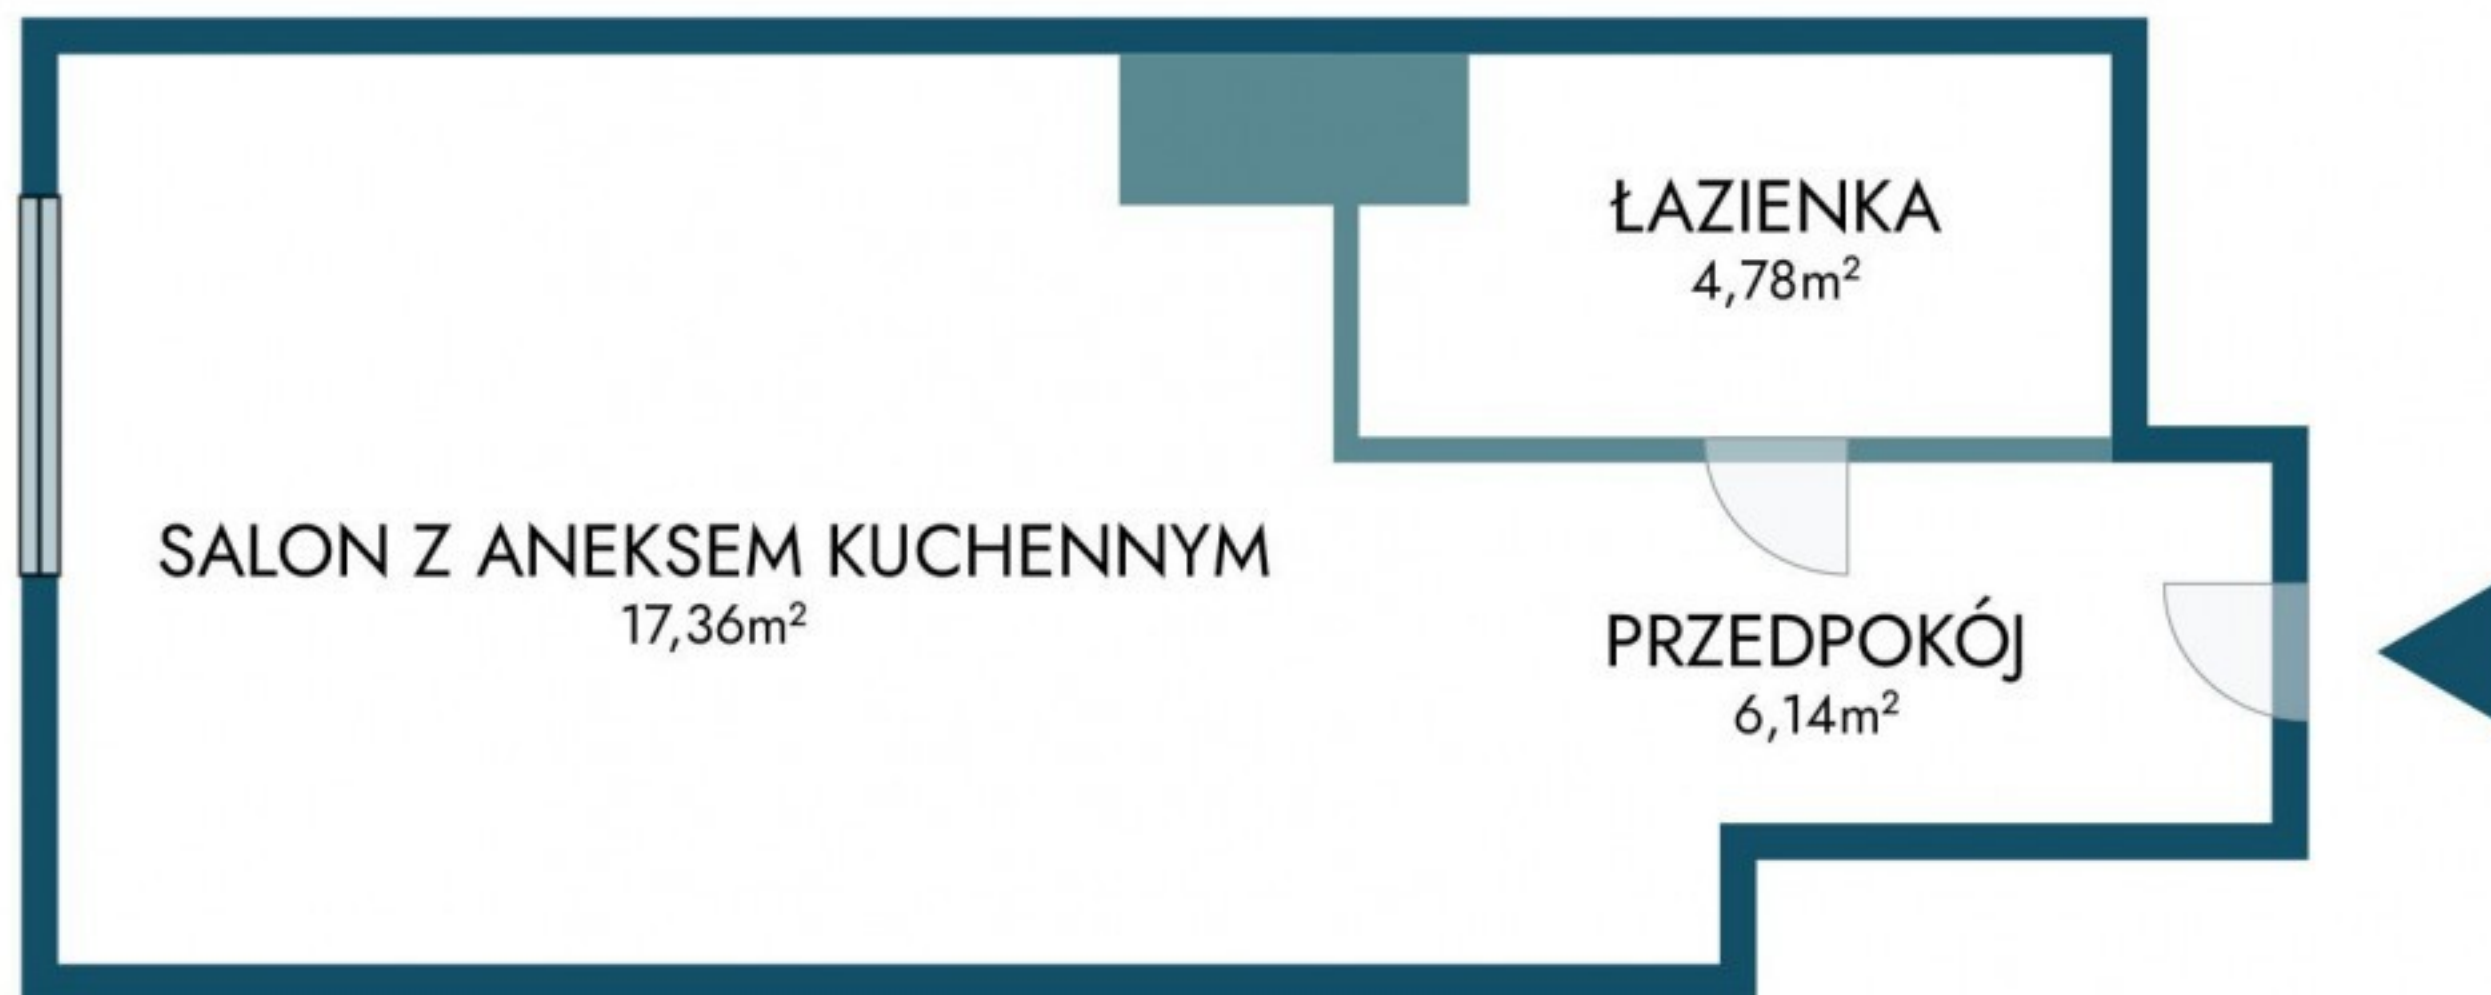 ŁAZIENKA
4,78m²
SALON Z ANEKSEM KUCHENNYM
17,36m²
PRZEDPOKÓJ
6,14m²